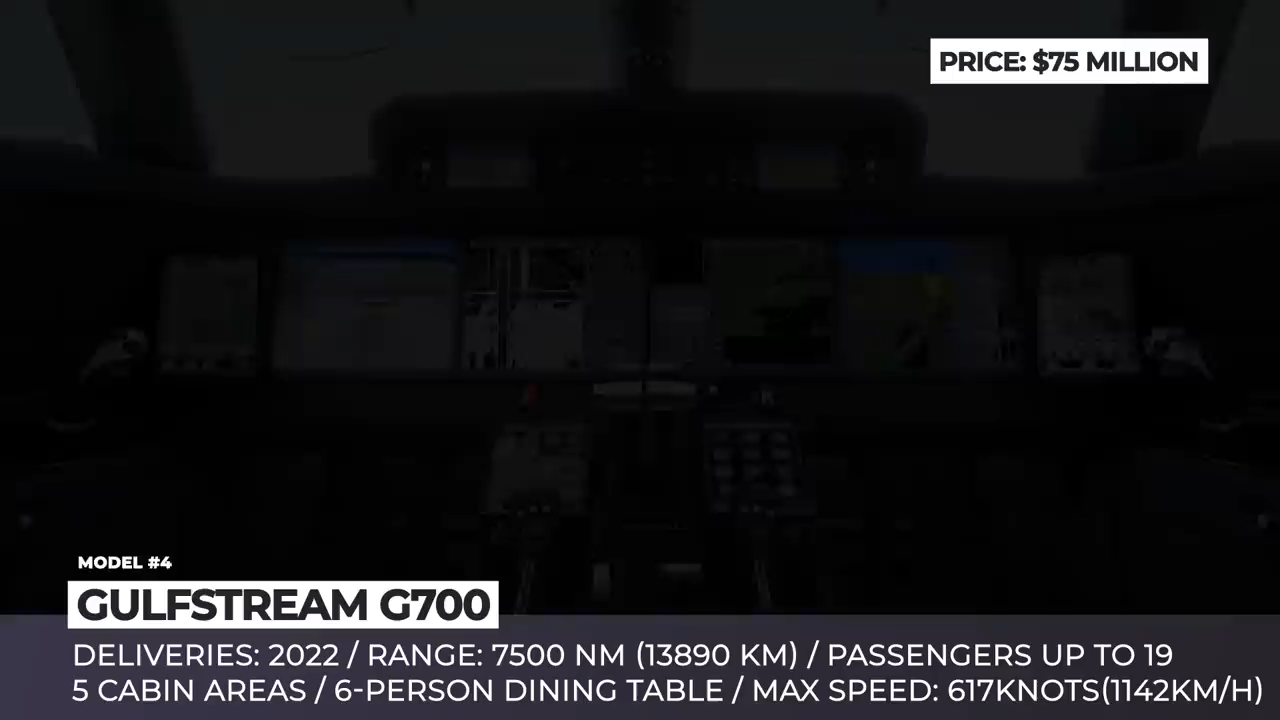 PRICE: $75 MILLION
MODEL #4
GULFSTREAM G700
DELIVERIES: 2022 / RANGE: 7500 NM (13890 KM) / PASSENGERS UP TO 19
5 CABIN AREAS / 6-PERSON DINING TABLE / MAX SPEED: 617KNOTS(1142KM/H)